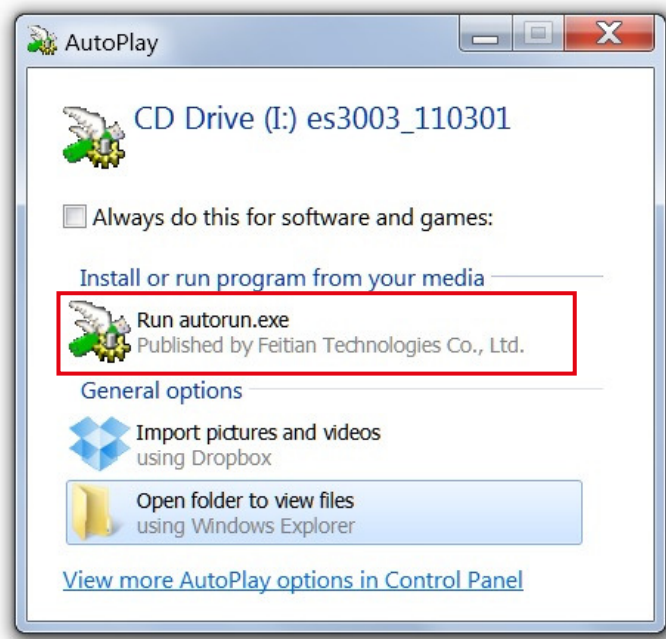 AutoPlay
CD Drive (I:) es3003_110301
Always do this for software and games:
Install or run program from your media
Run autorun.exe
Published by Feitian Technologies Co., Ltd.
General options
Import pictures and videos
using Dropbox
Open folder to view files
using Windows Explorer
View more AutoPlay options in Control Panel